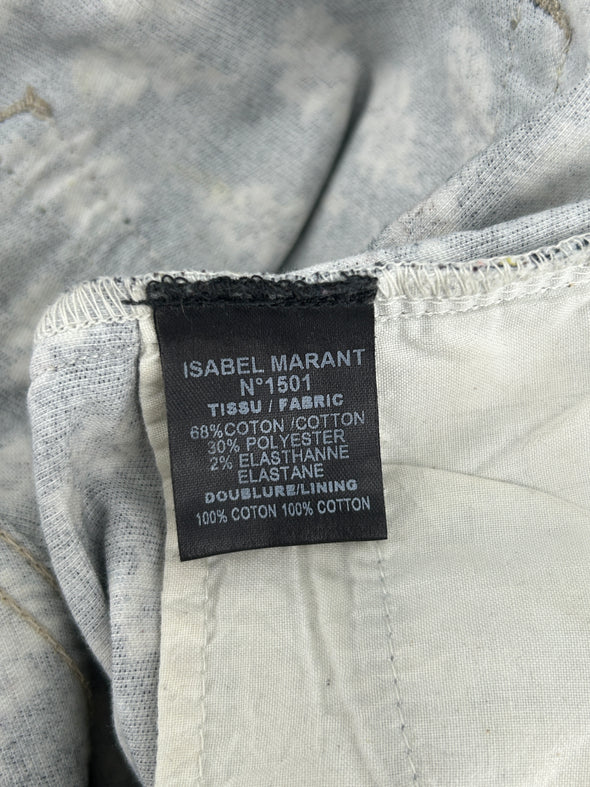 ISABEL MARANT
N°1501
TISSU / FABRIC
68%COTON /COTTON
30% POLYESTER
2% ELASTHANNE
ELASTANE
DOUBLURE/LINING
100% COTON 100% COTTON